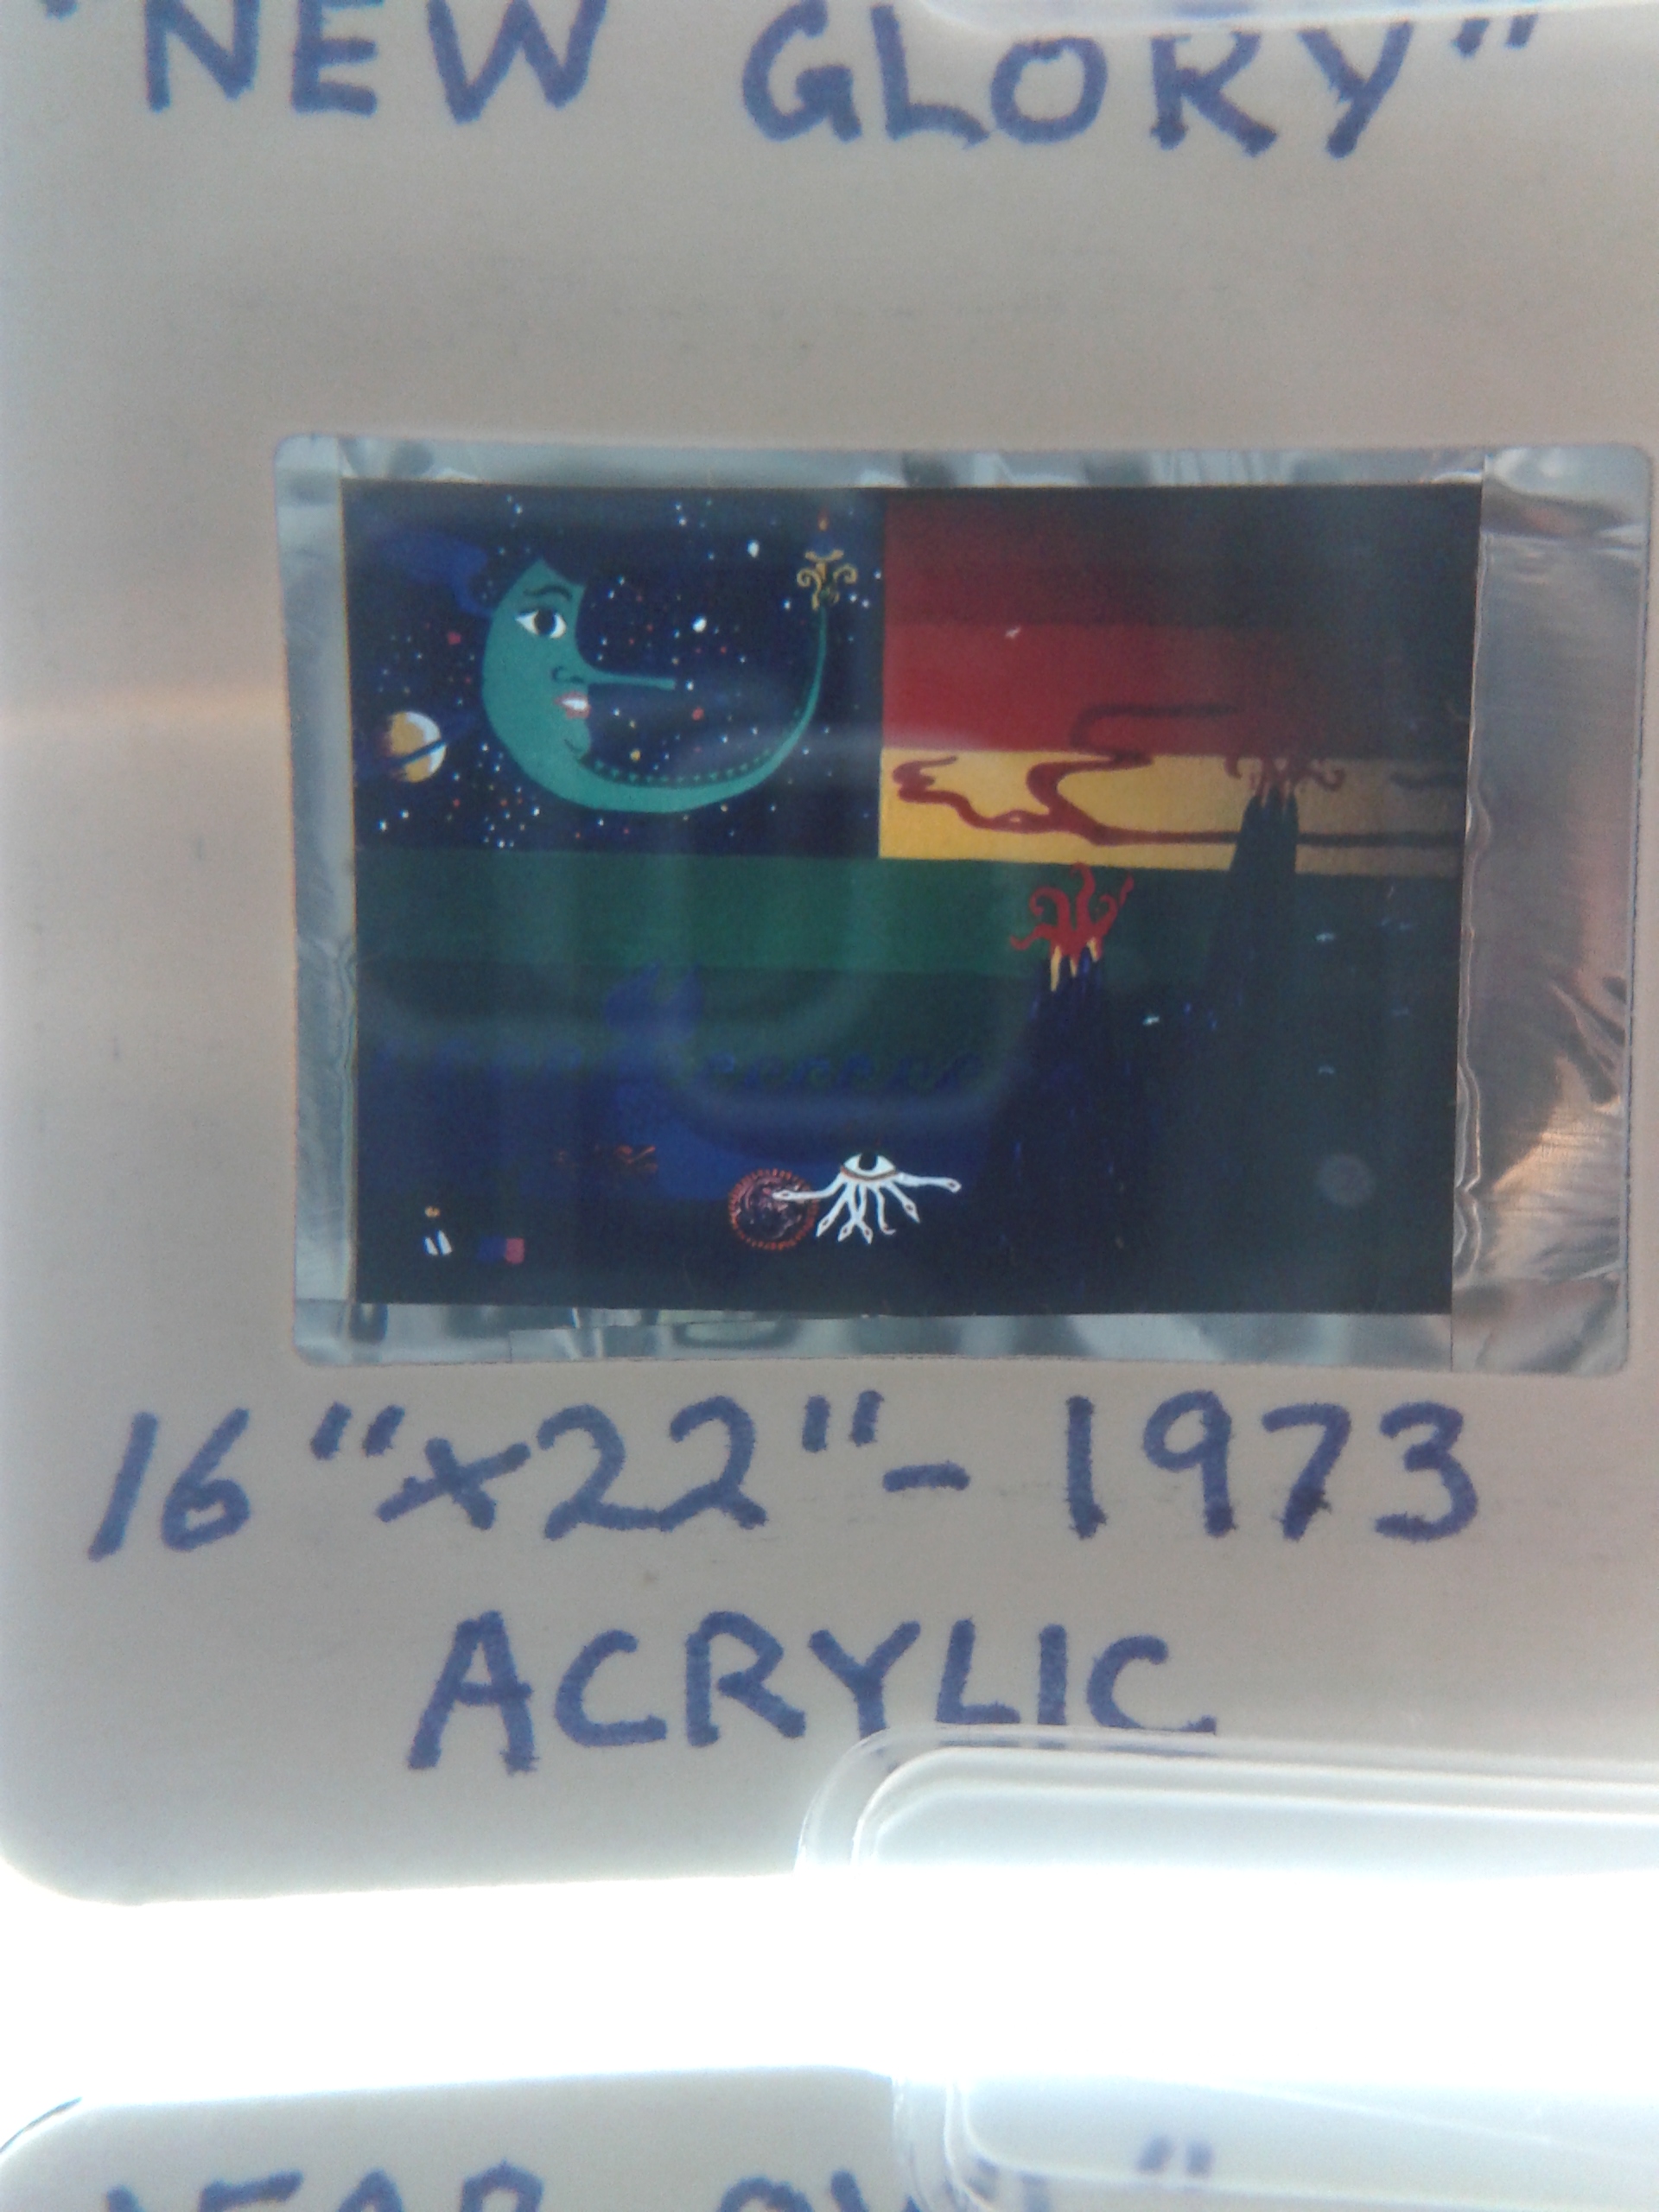 "NEW GLORY"
16"x22"- 1973
ACRYLIC